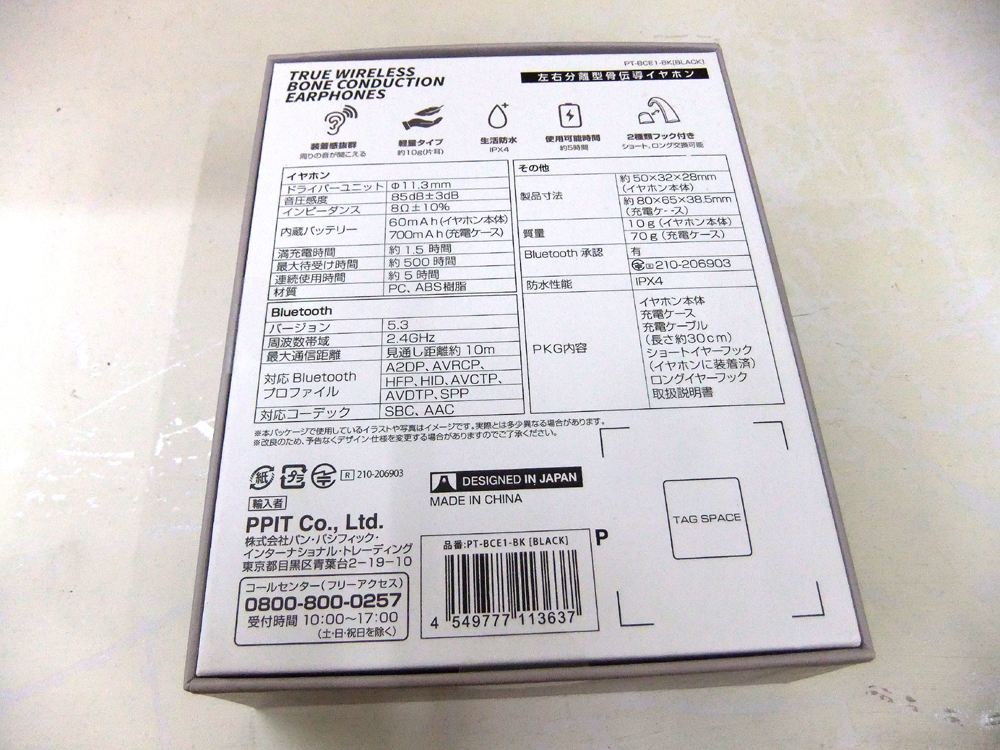 PT-BCE1-BK[BLACK]
TRUE WIRELESS
BONE CONDUCTION
EARPHONES
左右分離型骨伝導イヤホン
装着感抜群
周りの音が聞こえる
軽量タイプ
約10g(片耳)
生活防水
IPX4
使用可能時間
約5時間
2種類フック付き
ショート、ロング交換可能
イヤホン
ドライバーユニット Φ11.3mm
音圧感度 85dB±3dB
インピーダンス 8Ω±10%
内蔵バッテリー 60mAh(イヤホン本体)
700mAh(充電ケース)
満充電時間 約1.5 時間
最大待受け時間 約500時間
連続使用時間 約5 時間
材質 PC、ABS樹脂
Bluetooth
バージョン 5.3
周波数帯域 2.4GHz
最大通信距離 見通し距離約10m
対応Bluetooth
プロファイル
A2DP、AVRCP、
HFP、HID、AVCTP、
AVDTP、SPP
対応コーデック SBC、AAC
その他
製品寸法 約50×32×28mm
(イヤホン本体)
約80×65×38.5mm
(充電ケース)
質量 10g(イヤホン本体)
70g(充電ケース)
Bluetooth 承認 有
210-206903
防水性能 IPX4
PKG内容
イヤホン本体
充電ケース
充電ケーブル
(長さ約30cm)
ショートイヤーフック
(イヤホンに装着済)
ロングイヤーフック
取扱説明書
※本パッケージで使用しているイラストや写真はイメージです。実際とは多少異なる場合があります。
※改良のため、予告なくデザイン・仕様を変更する場合がありますのでご了承ください。
紙 プラ R 210-206903
DESIGNED IN JAPAN
MADE IN CHINA
輸入者
PPIT Co., Ltd.
株式会社パン・パシフィック・
インターナショナル・トレーディング
東京都目黒区青葉台2-19-10
コールセンター(フリーアクセス)
0800-800-0257
受付時間 10:00~17:00
(土・日・祝日を除く)
品番:PT-BCE1-BK [BLACK]
4 549777 113637
P
TAG SPACE